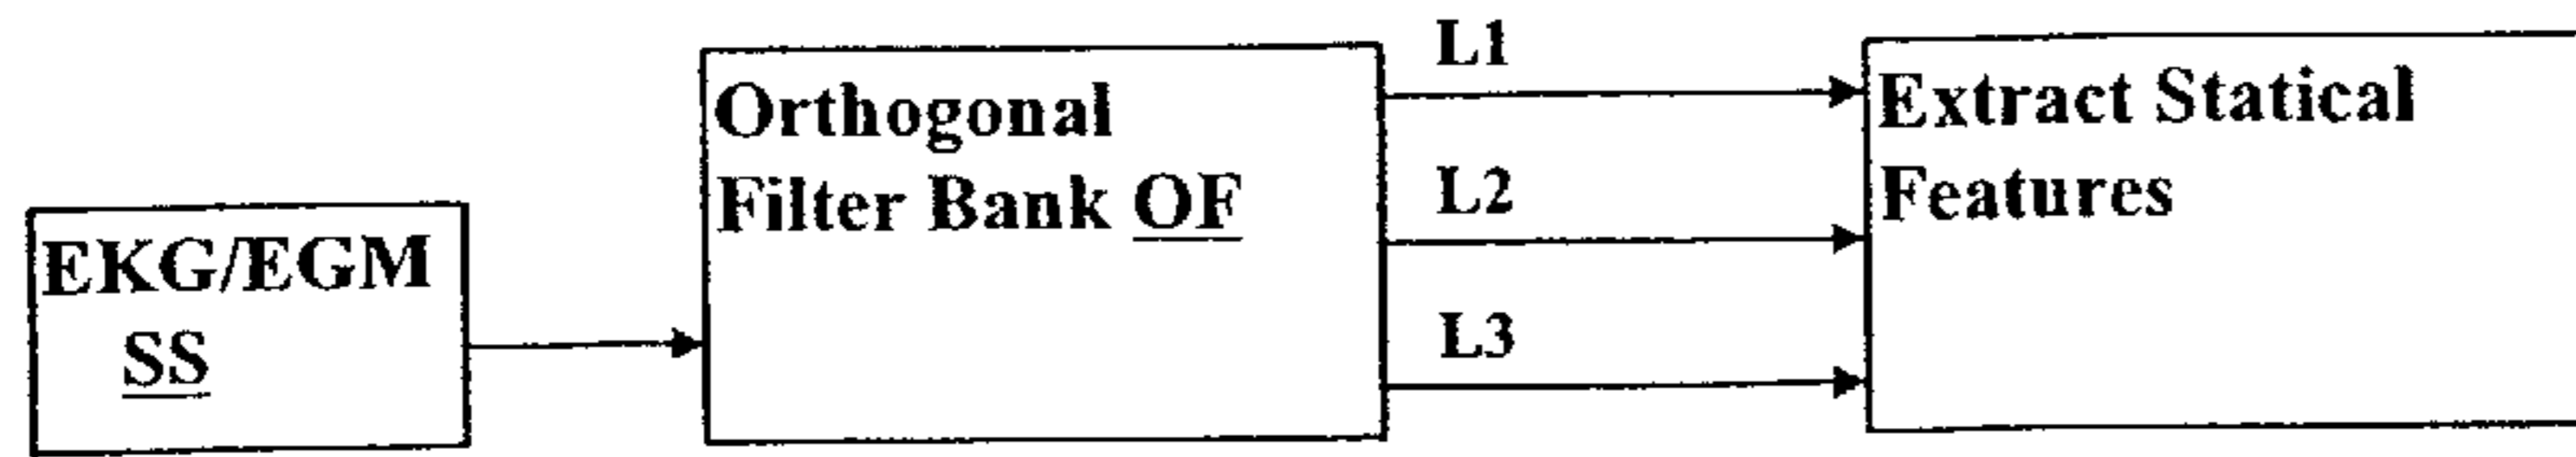 EKG/EGM
SS
Orthogonal
Filter Bank OF
L1
L2
L3
Extract Statical
Features